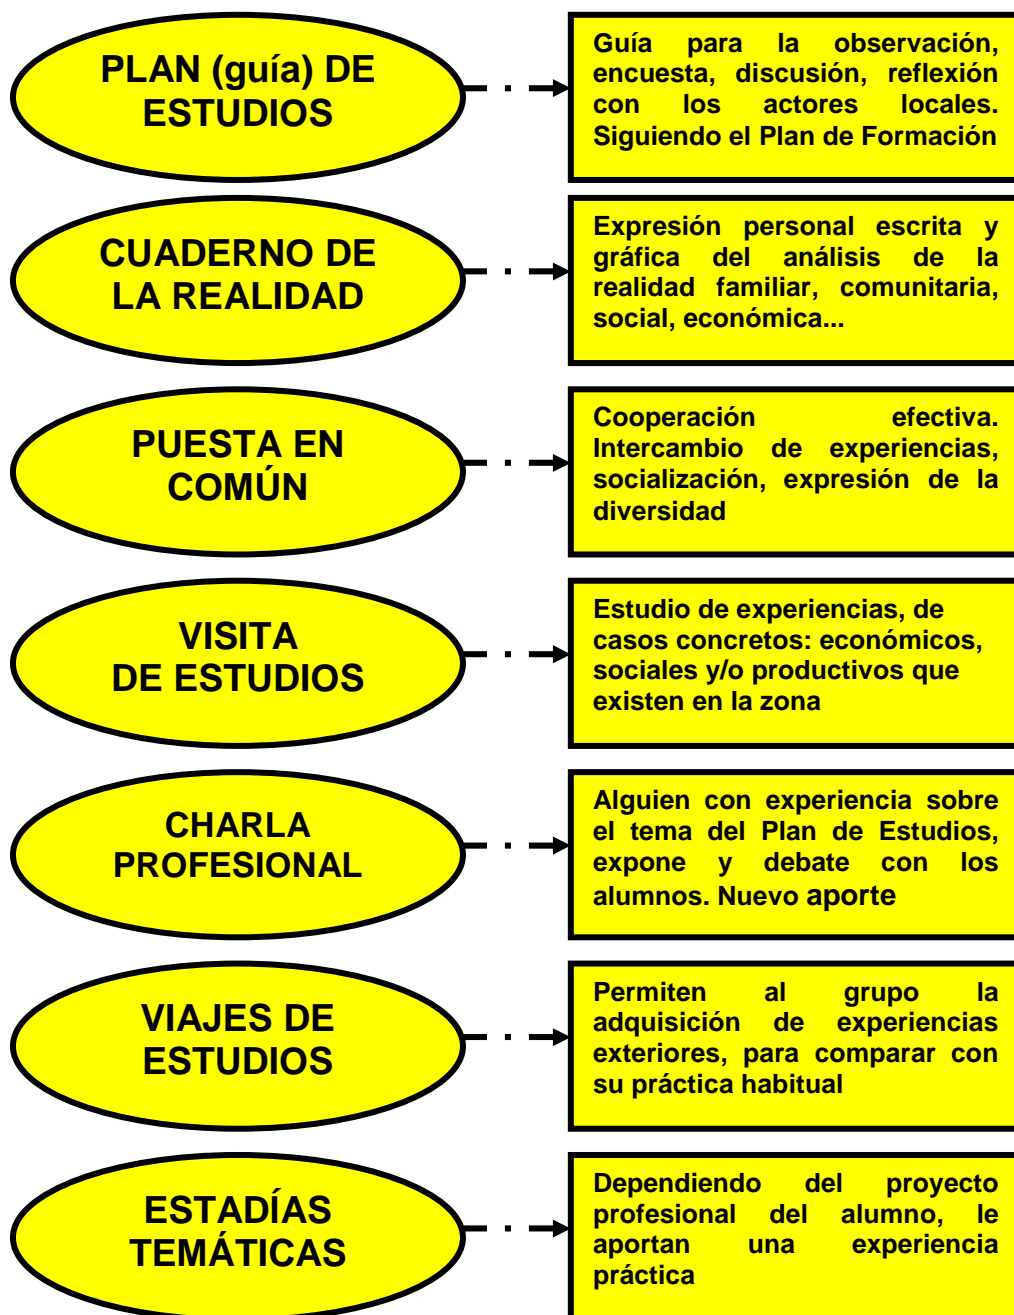 PLAN (guía) DE
ESTUDIOS
Guía para la observación,
encuesta, discusión, reflexión
con los actores locales.
Siguiendo el Plan de Formación
CUADERNO DE
LA REALIDAD
Expresión personal escrita y
gráfica del análisis de la
realidad familiar, comunitaria,
social, económica...
PUESTA EN
COMÚN
Cooperación efectiva.
Intercambio de experiencias,
socialización, expresión de la
diversidad
VISITA
DE ESTUDIOS
Estudio de experiencias, de
casos concretos: económicos,
sociales y/o productivos que
existen en la zona
CHARLA
PROFESIONAL
Alguien con experiencia sobre
el tema del Plan de Estudios,
expone y debate con los
alumnos. Nuevo aporte
VIAJES DE
ESTUDIOS
Permiten al grupo la
adquisición de experiencias
exteriores, para comparar con
su práctica habitual
ESTADÍAS
TEMÁTICAS
Dependiendo del proyecto
profesional del alumno, le
aportan una experiencia
práctica